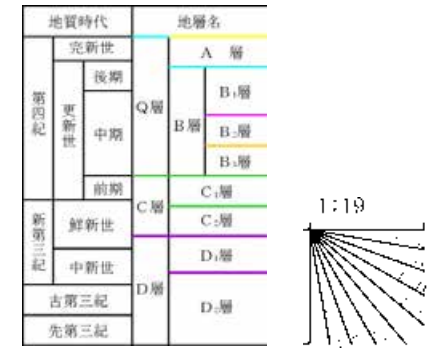 地質時代 地層名
第四紀
完新世
更新世
後期
中期
前期
新第三紀
鮮新世
中新世
古第三紀
先第三紀
Q層
C層
D層
A 層
B層
B₁層
B₂層
B₃層
C₁層
C₂層
D₁層
D₂層
1:19